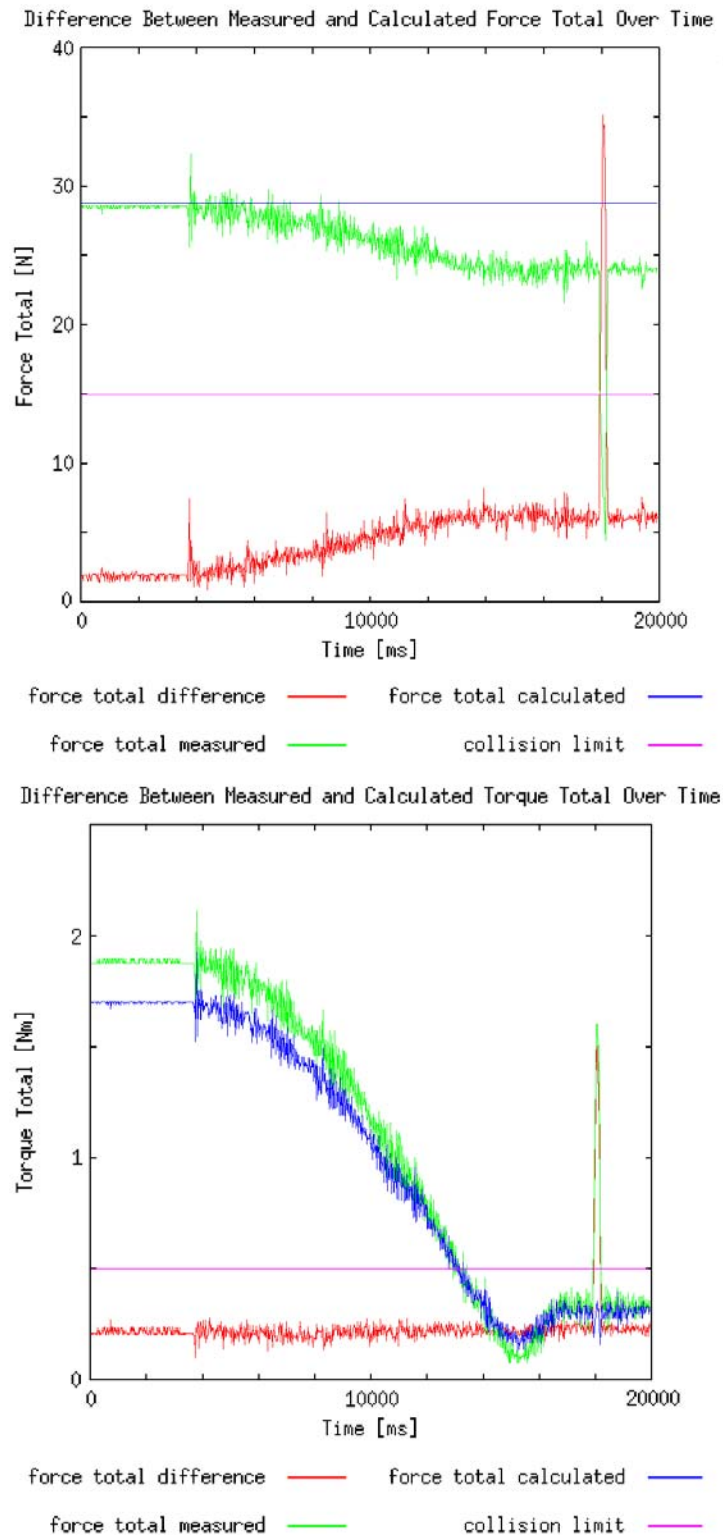 Difference Between Measured and Calculated Force Total Over Time
40
30
20
10
0
Force Total [N]
0 10000 20000
Time [ms]
force total difference force total calculated
force total measured collision limit
Difference Between Measured and Calculated Torque Total Over Time
2
1
0
Torque Total [Nm]
0 10000 20000
Time [ms]
force total difference force total calculated
force total measured collision limit